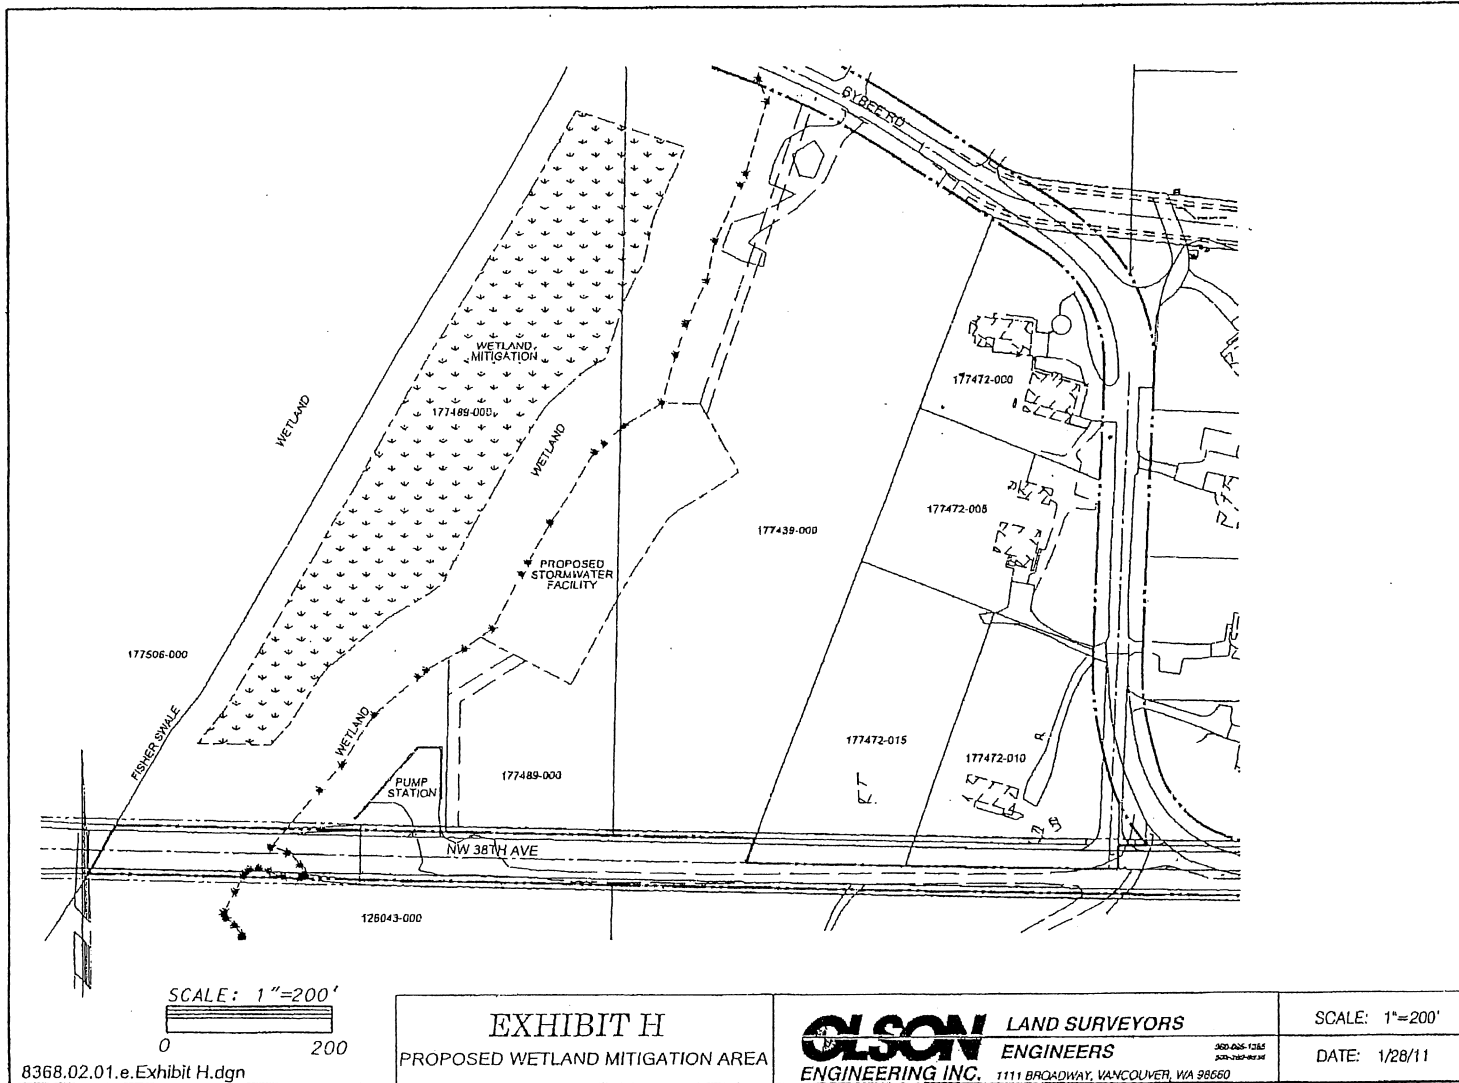 BYBEE RD
WETLAND
MITIGATION
177489-000
WETLAND
WETLAND
177472-000
177472-005
177439-000
PROPOSED
STORMWATER
FACILITY
177506-000
FISHER SWALE
WETLAND
PUMP
STATION
177489-000
177472-015
177472-010
NW 38TH AVE
126043-000
SCALE: 1"=200'
0 200
8368.02.01.e.Exhibit H.dgn
EXHIBIT H
PROPOSED WETLAND MITIGATION AREA
OLSON
ENGINEERING INC.
LAND SURVEYORS
ENGINEERS
1111 BROADWAY, VANCOUVER, WA 98660
SCALE: 1"=200'
DATE: 1/28/11